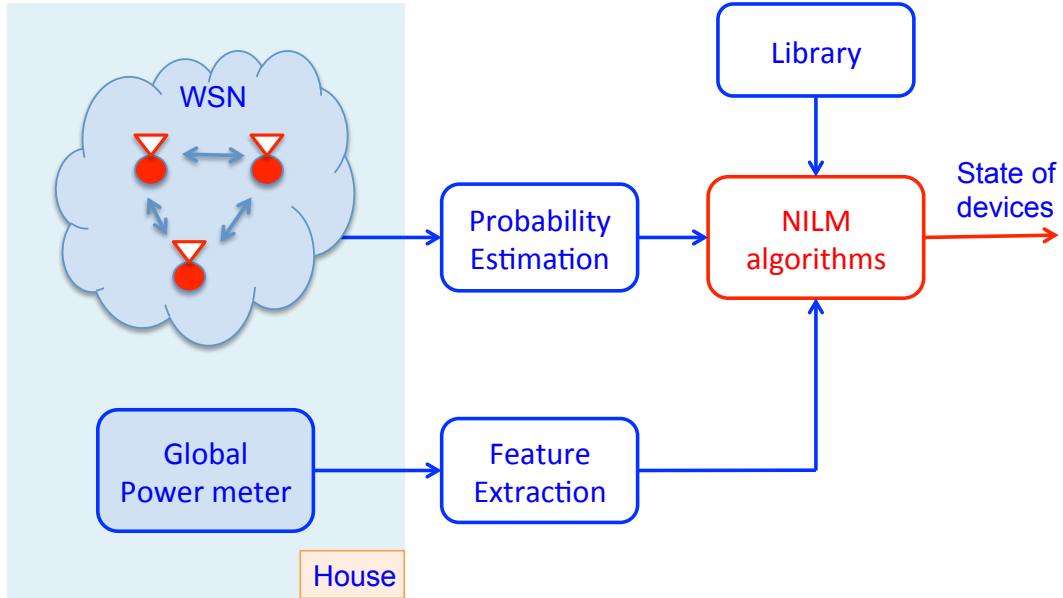 Library
WSN
State of
devices
Probability
Estimation
NILM
algorithms
Global
Power meter
Feature
Extraction
House